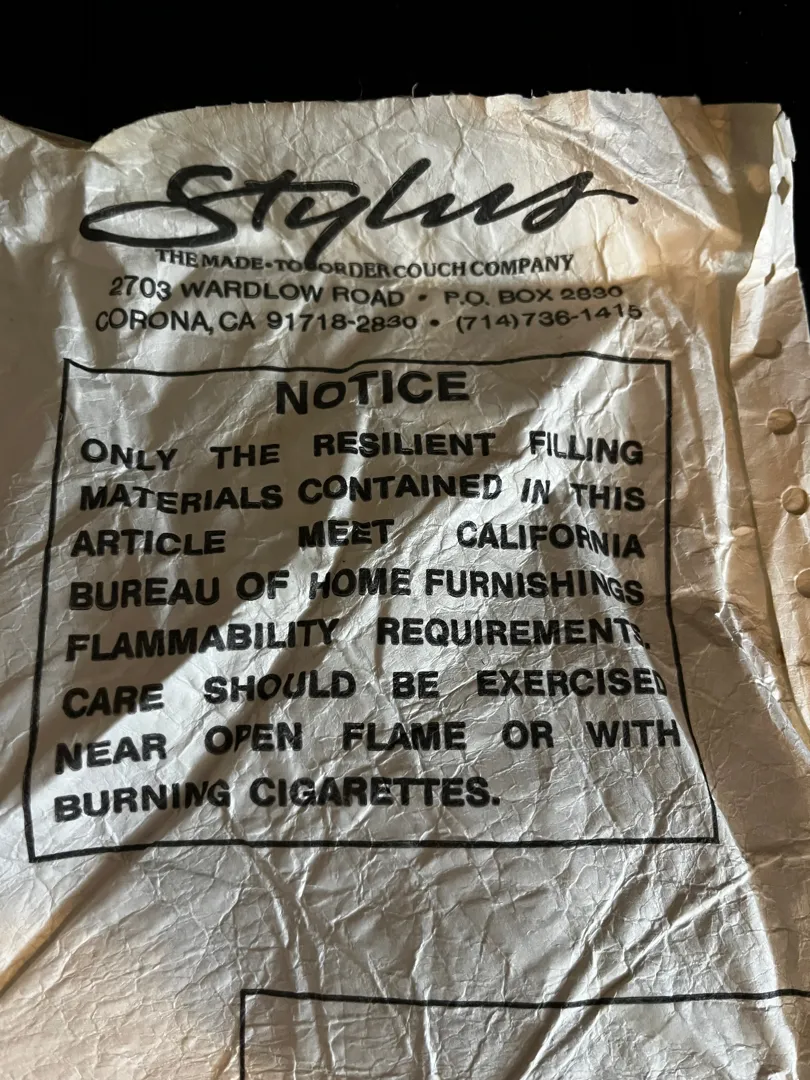 Stylus
THE MADE•TO•ORDER COUCH COMPANY
2703 WARDLOW ROAD • P.O. BOX 2830
CORONA, CA 91718-2830 • (714)736-1415
NOTICE
ONLY THE RESILIENT FILLING
MATERIALS CONTAINED IN THIS
ARTICLE MEET CALIFORNIA
BUREAU OF HOME FURNISHINGS
FLAMMABILITY REQUIREMENTS.
CARE SHOULD BE EXERCISED
NEAR OPEN FLAME OR WITH
BURNING CIGARETTES.